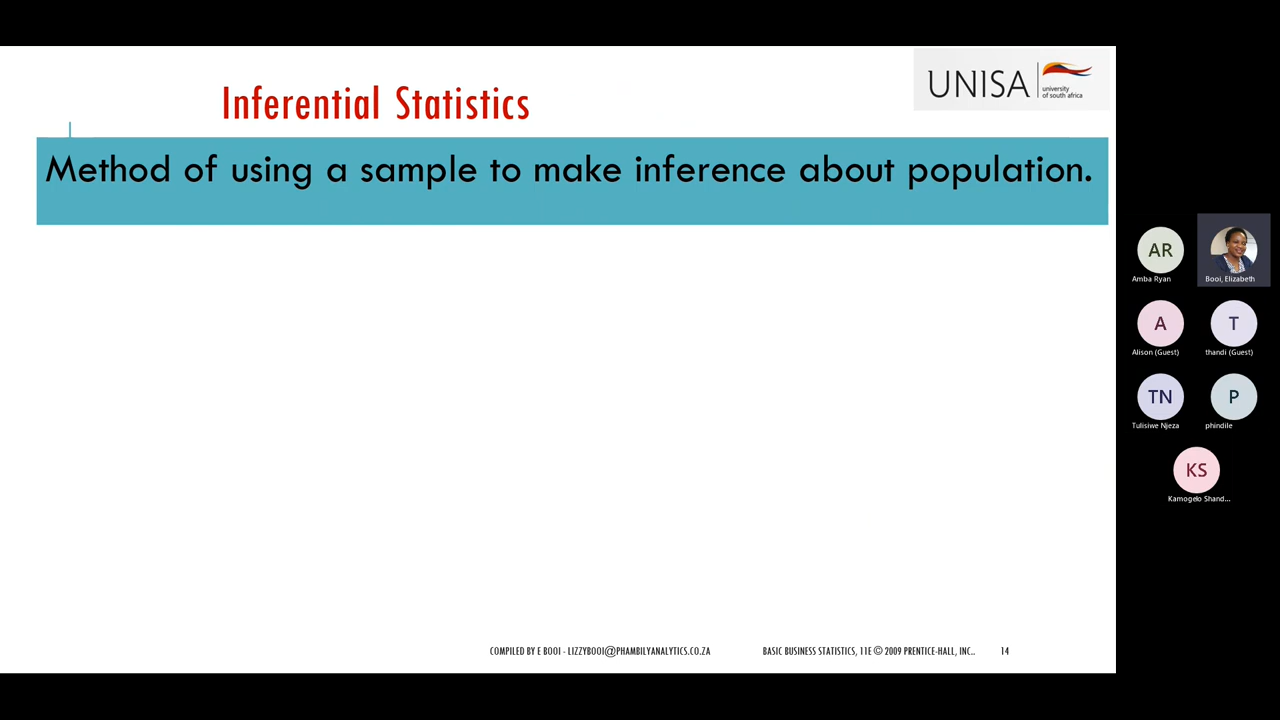 Inferential Statistics
UNISA
university
of south africa
Method of using a sample to make inference about population.
AR
Amba Ryan
Booi, Elizabeth
A
Alison (Guest)
T
thandi (Guest)
TN
Tulisiwe Njeza
P
phindile
KS
Kamogelo Shand...
COMPILED BY E BOOI - LIZZYBOOI@PHAMBILYANALYTICS.CO.ZA
BASIC BUSINESS STATISTICS, 11E © 2009 PRENTICE-HALL, INC..
14